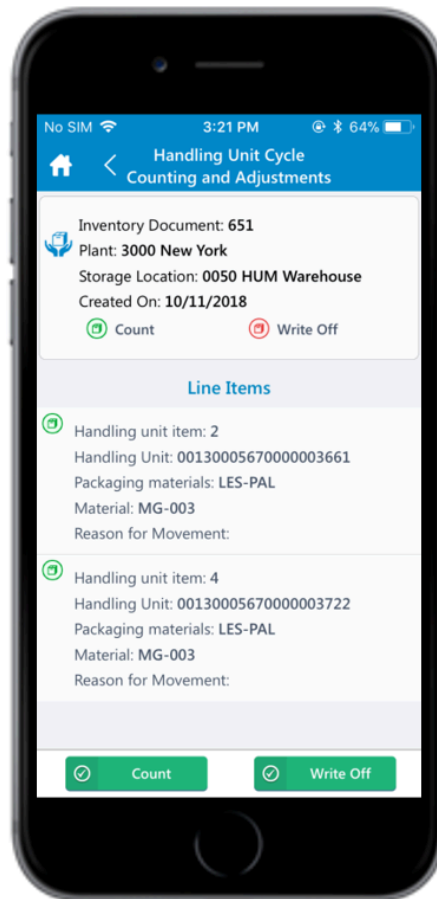 No SIM 3:21 PM 64%
Handling Unit Cycle
Counting and Adjustments
Inventory Document: 651
Plant: 3000 New York
Storage Location: 0050 HUM Warehouse
Created On: 10/11/2018
Count Write Off
Line Items
Handling unit item: 2
Handling Unit: 00130005670000003661
Packaging materials: LES-PAL
Material: MG-003
Reason for Movement:
Handling unit item: 4
Handling Unit: 00130005670000003722
Packaging materials: LES-PAL
Material: MG-003
Reason for Movement:
Count Write Off